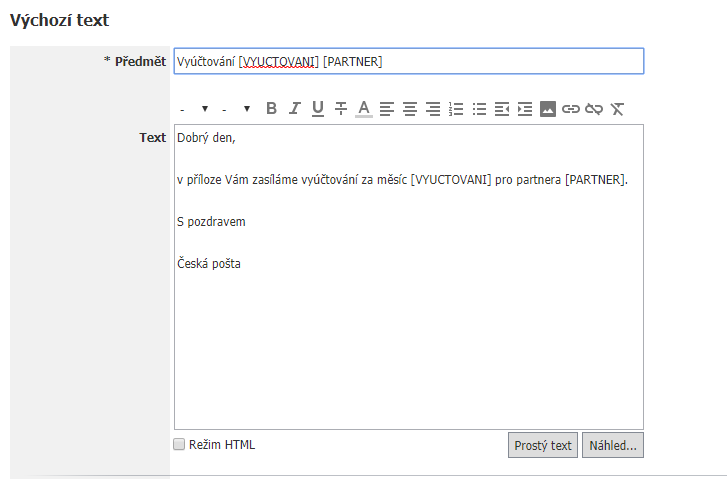 Výchozí text
* Předmět
Vyúčtování [VYUCTOVANI] [PARTNER]
- ▼ - ▼ B I U T A
Text
Dobrý den,
v příloze Vám zasíláme vyúčtování za měsíc [VYUCTOVANI] pro partnera [PARTNER].
S pozdravem
Česká pošta
Režim HTML
Prostý text
Náhled...